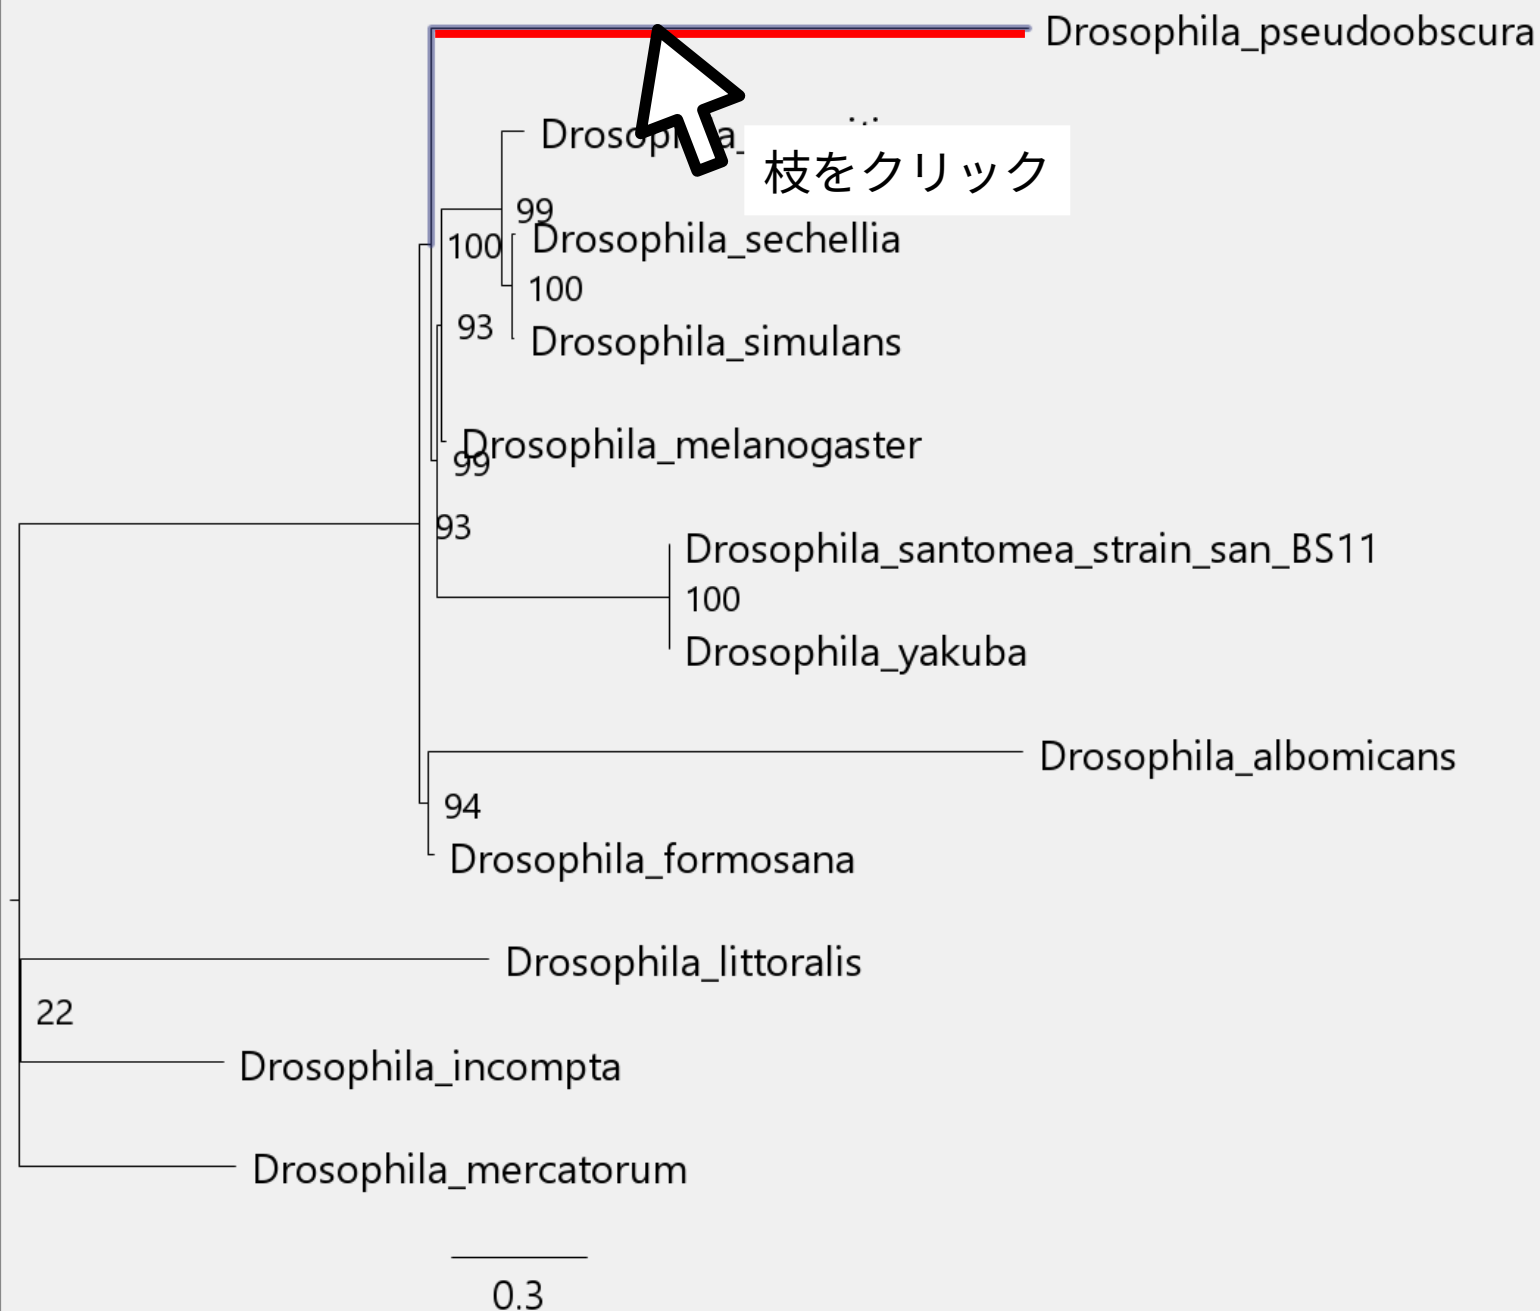 Drosophila_pseudoobscura
99
Drosophila_sechellia
100
100
Drosophila_simulans
93
Drosophila_melanogaster
99
93
Drosophila_santomea_strain_san_BS11
100
Drosophila_yakuba
Drosophila_albomicans
94
Drosophila_formosana
Drosophila_littoralis
22
Drosophila_incompta
Drosophila_mercatorum
0.3
枝をクリック